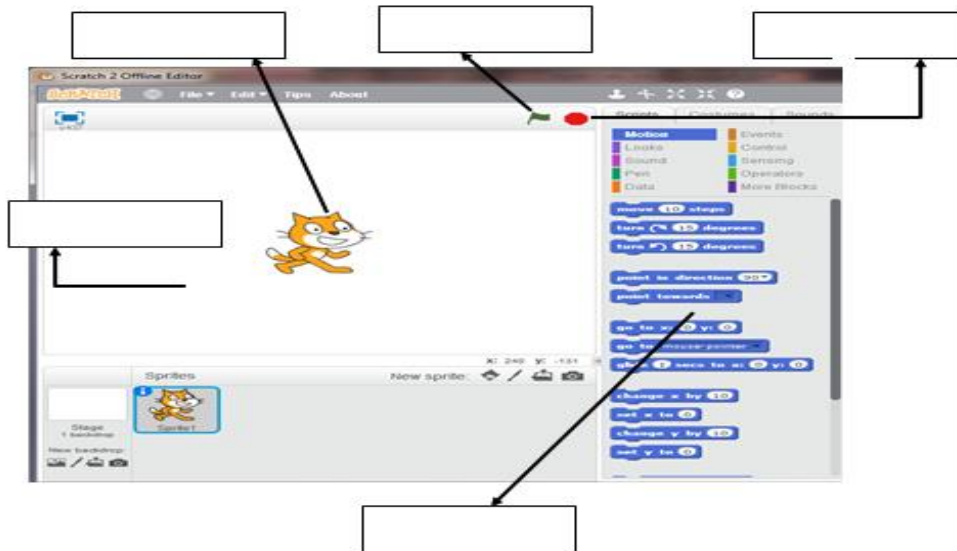 Scratch 2 Offline Editor
SCRATCH File Edit Tips About
Scripts Costumes Sounds
Motion Events
Looks Control
Sound Sensing
Pen Operators
Data More Blocks
move 10 steps
turn 15 degrees
turn 15 degrees
point in direction 90
point towards
go to x: 0 y: 0
go to mouse-pointer
glide 1 secs to x: 0 y: 0
change x by 10
set x to 0
change y by 10
set y to 0
x: 240 y: -131
Sprites New sprite:
Stage
1 backdrop
Sprite1
New backdrop: